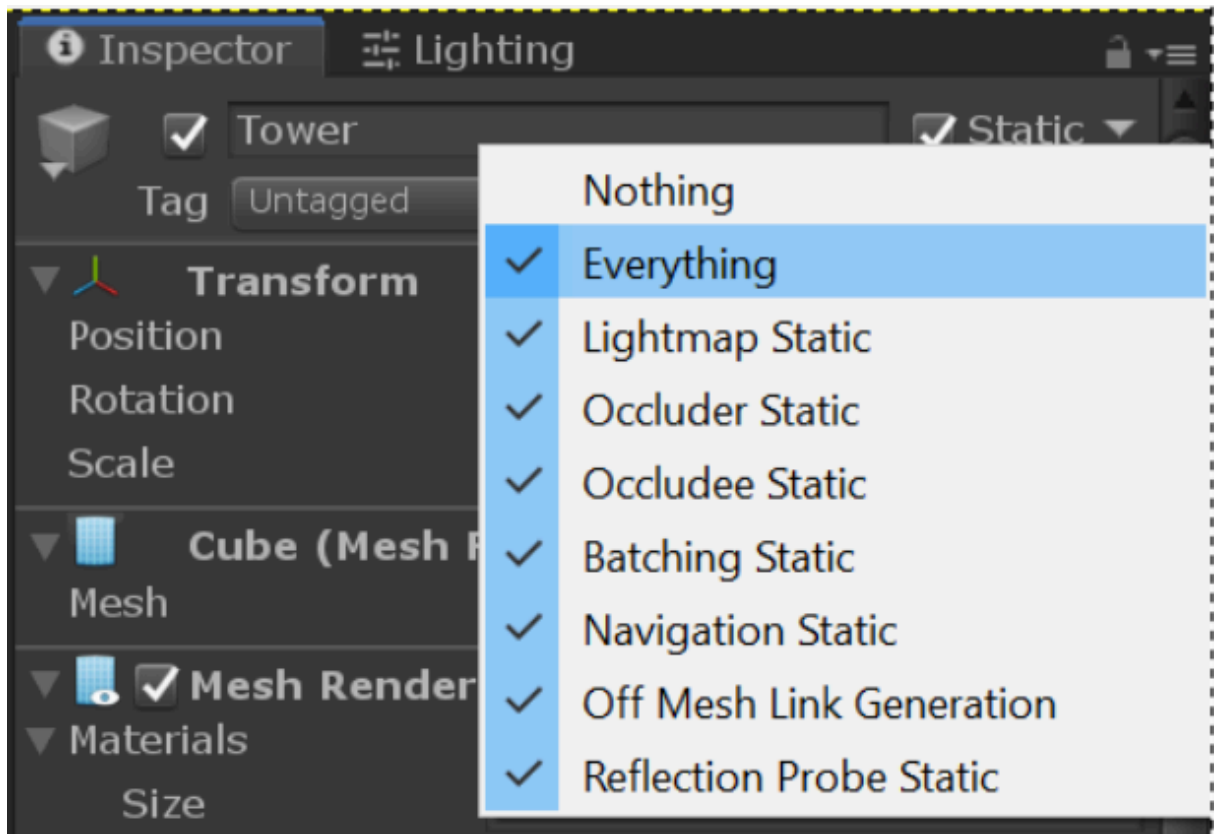 Inspector Lighting
Tower Static
Tag Untagged
Nothing
Everything
Lightmap Static
Occluder Static
Occludee Static
Batching Static
Navigation Static
Off Mesh Link Generation
Reflection Probe Static
Transform
Position
Rotation
Scale
Cube (Mesh
Mesh
Mesh Render
Materials
Size